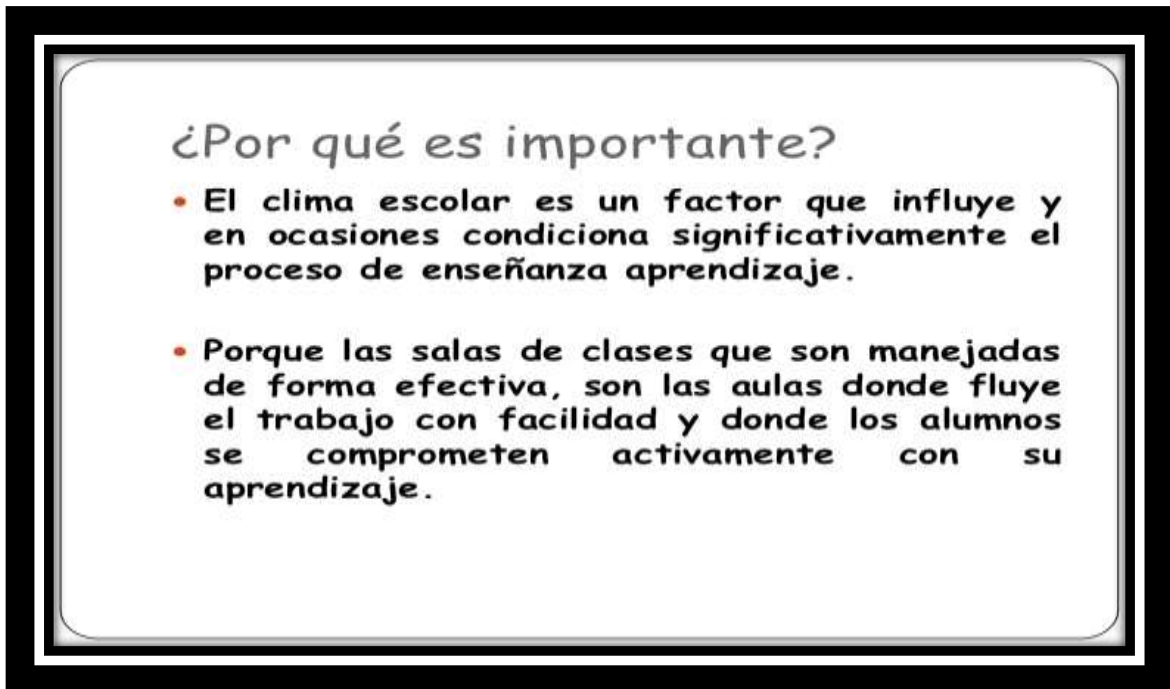 ¿Por qué es importante?
• El clima escolar es un factor que influye y
en ocasiones condiciona significativamente el
proceso de enseñanza aprendizaje.
• Porque las salas de clases que son manejadas
de forma efectiva, son las aulas donde fluye
el trabajo con facilidad y donde los alumnos
se comprometen activamente con su
aprendizaje.